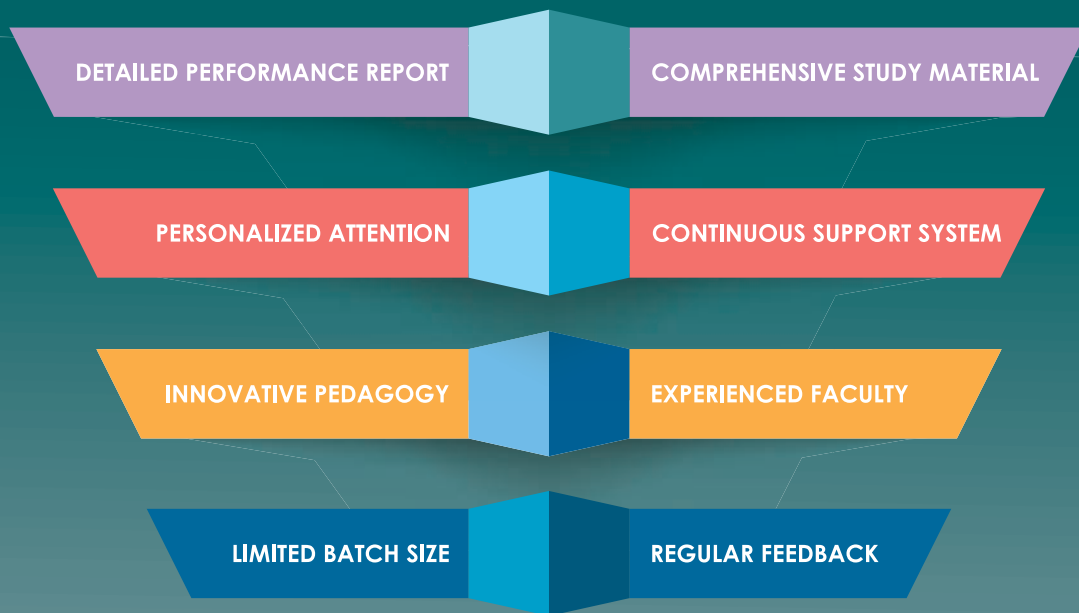 DETAILED PERFORMANCE REPORT
COMPREHENSIVE STUDY MATERIAL
PERSONALIZED ATTENTION
CONTINUOUS SUPPORT SYSTEM
INNOVATIVE PEDAGOGY
EXPERIENCED FACULTY
LIMITED BATCH SIZE
REGULAR FEEDBACK